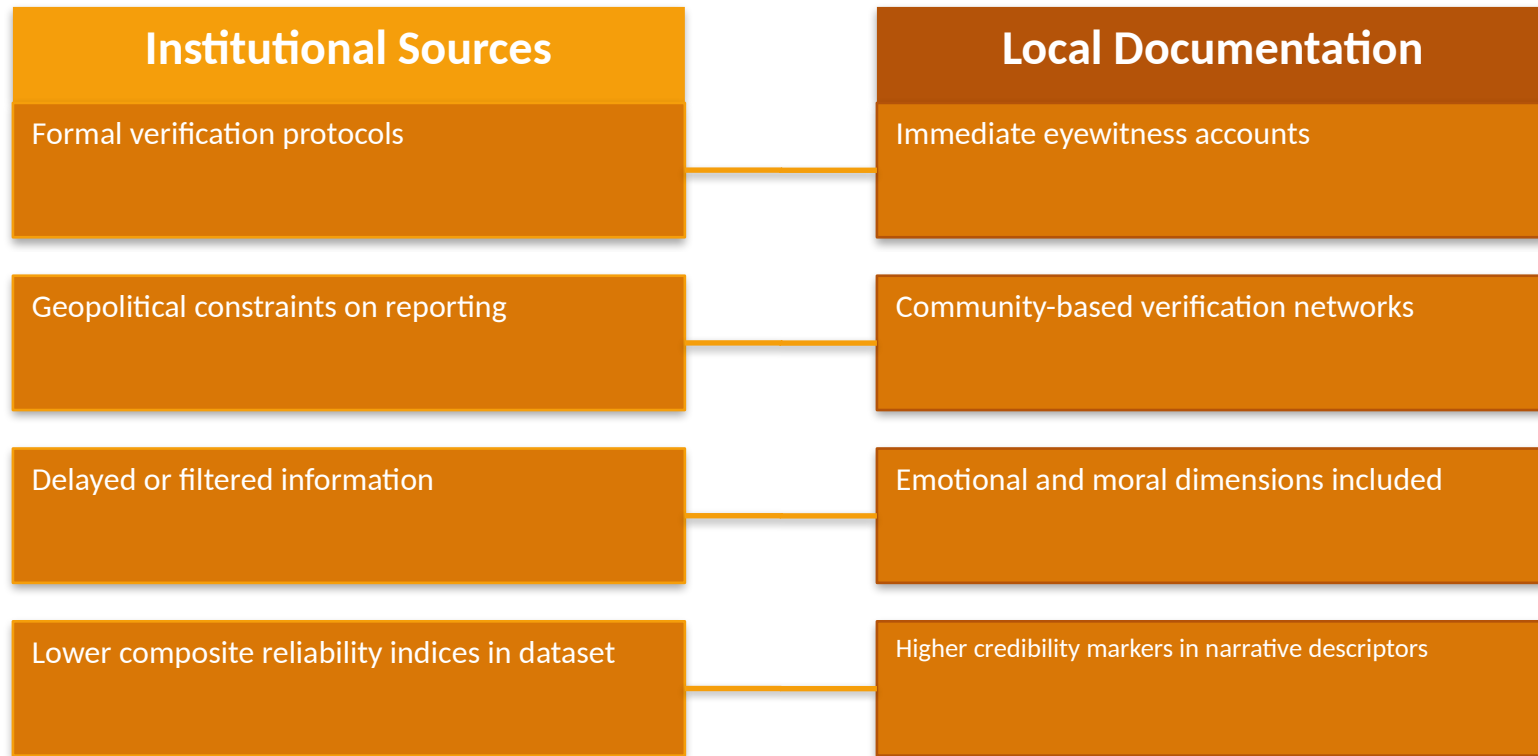 Institutional Sources
Local Documentation
Formal verification protocols
Immediate eyewitness accounts
Geopolitical constraints on reporting
Community-based verification networks
Delayed or filtered information
Emotional and moral dimensions included
Lower composite reliability indices in dataset
Higher credibility markers in narrative descriptors